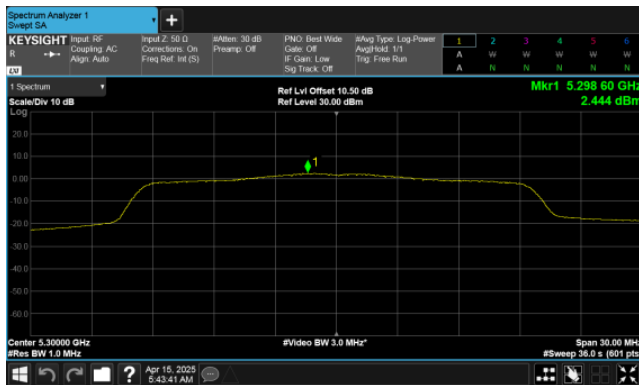 Spectrum Analyzer 1
Swept SA
+
KEYSIGHT Input: RF Input Z: 50 Ω #Atten: 30 dB PNO: Best Wide #Avg Type: Log-Power 1 2 3 4 5 6
R Coupling: AC Corrections: On Preamp: Off Gate: Off Avg|Hold: 1/1 A W W W W W
Align: Auto Freq Ref: Int (S) IF Gain: Low Trig: Free Run
LXI Sig Track: Off A N N N N N
1 Spectrum Ref Lvl Offset 10.50 dB Mkr1 5.298 60 GHz
Scale/Div 10 dB Ref Level 30.00 dBm 2.444 dBm
Log
20.0
10.0
1
0.00
-10.0
-20.0
-30.0
-40.0
-50.0
-60.0
Center 5.30000 GHz #Video BW 3.0 MHz* Span 30.00 MHz
#Res BW 1.0 MHz #Sweep 36.0 s (601 pts)
? Apr 15, 2025
5:43:41 AM